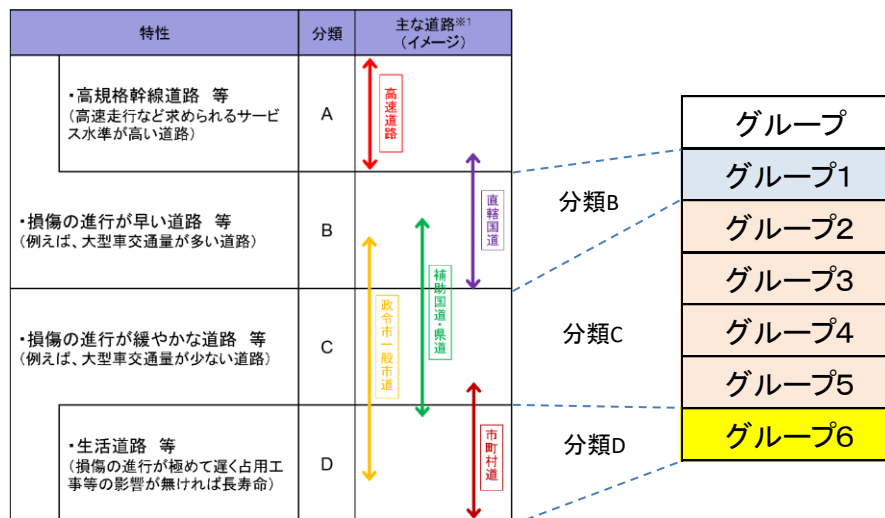 特性
分類
主な道路※1
(イメージ)
・高規格幹線道路 等
(高速走行など求められるサービ
ス水準が高い道路)
A
高速道路
・損傷の進行が早い道路 等
(例えば、大型車交通量が多い道路)
B
直轄国道
補助国道・県道
政令市一般市道
・損傷の進行が緩やかな道路 等
(例えば、大型車交通量が少ない道路)
C
・生活道路 等
(損傷の進行が極めて遅く占用工
事等の影響が無ければ長寿命)
D
市町村道
分類B
分類C
分類D
グループ
グループ1
グループ2
グループ3
グループ4
グループ5
グループ6